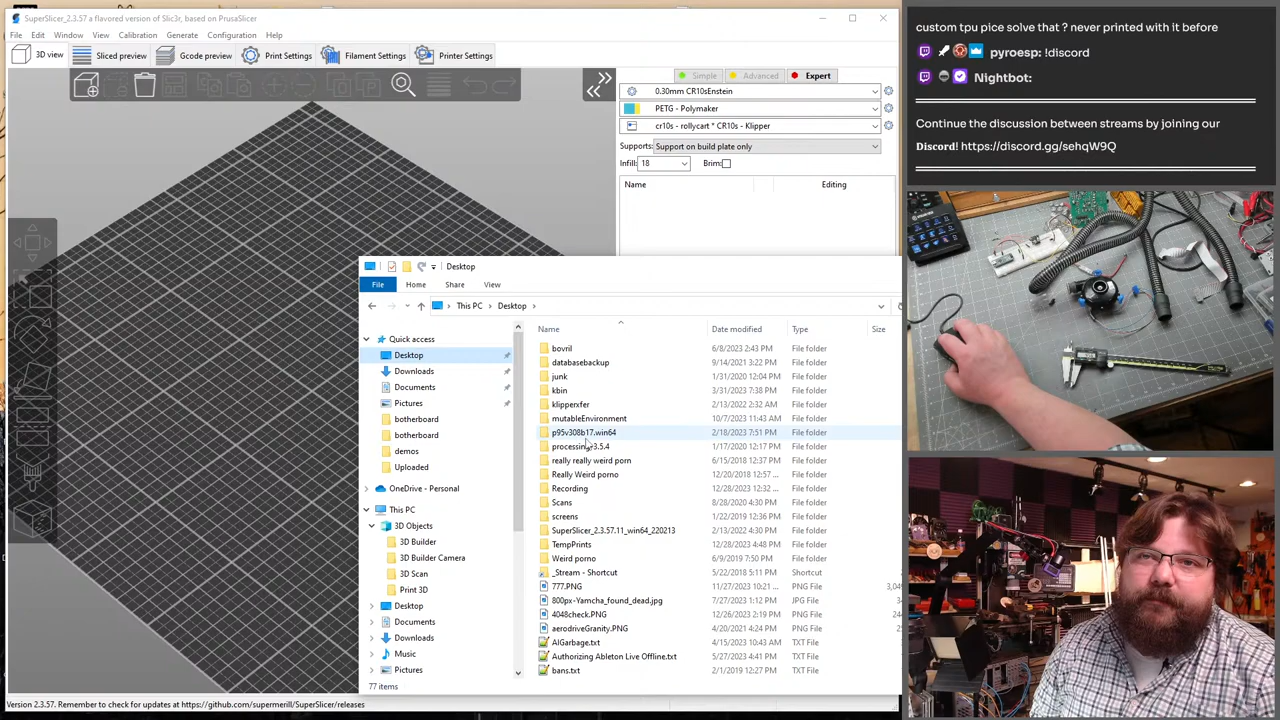 SuperSlicer_2.3.57 a flavored version of Slic3r, based on PrusaSlicer
File Edit Window View Calibration Generate Configuration Help
3D view Sliced preview Gcode preview Print Settings Filament Settings Printer Settings
Simple Advanced Expert
0.30mm CR10sEnstein
PETG - Polymaker
cr10s - rollycart * CR10s - Klipper
Supports: Support on build plate only
Infill: 18 Brim:
Name Editing
Desktop
File Home Share View
This PC Desktop
Name Date modified Type Size
Quick access
Desktop
Downloads
Documents
Pictures
botherboard
botherboard
demos
Uploaded
OneDrive - Personal
This PC
3D Objects
3D Builder
3D Builder Camera
3D Scan
Print 3D
Desktop
Documents
Downloads
Music
Pictures
bovril 6/8/2023 2:43 PM File folder
databasebackup 9/14/2021 3:22 PM File folder
junk 1/31/2020 12:04 PM File folder
kbin 3/31/2023 7:38 PM File folder
klipperxfer 2/13/2022 2:32 AM File folder
mutableEnvironment 10/7/2023 11:43 AM File folder
p95v308b17.win64 2/18/2023 7:51 PM File folder
processing-3.5.4 1/17/2020 12:17 PM File folder
really really weird porn 6/15/2018 12:37 PM File folder
Really Weird porno 12/20/2018 12:57 ... File folder
Recording 12/28/2023 12:32 ... File folder
Scans 8/28/2020 4:30 PM File folder
screens 1/22/2019 12:36 PM File folder
SuperSlicer_2.3.57.11_win64_220213 2/13/2022 4:30 PM File folder
TempPrints 12/28/2023 4:48 PM File folder
Weird porno 6/9/2019 7:50 PM File folder
_Stream - Shortcut 5/22/2018 5:11 PM Shortcut
777.PNG 11/27/2023 10:21 ... PNG File 3,04
800px-Yamcha_found_dead.jpg 7/27/2023 1:12 PM JPG File
4048check.PNG 12/26/2023 2:19 PM PNG File
aerodriveGranity.PNG 4/20/2021 4:24 PM PNG File
AIGarbage.txt 4/15/2023 10:43 AM TXT File
Authorizing Ableton Live Offline.txt 5/27/2023 4:41 PM TXT File
bans.txt 2/1/2019 12:27 PM TXT File
77 items
Version 2.3.57. Remember to check for updates at https://github.com/supermerill/SuperSlicer/releases
custom tpu pice solve that ? never printed with it before
pyroesp: !discord
Nightbot:
Continue the discussion between streams by joining our
Discord! https://discord.gg/sehqW9Q